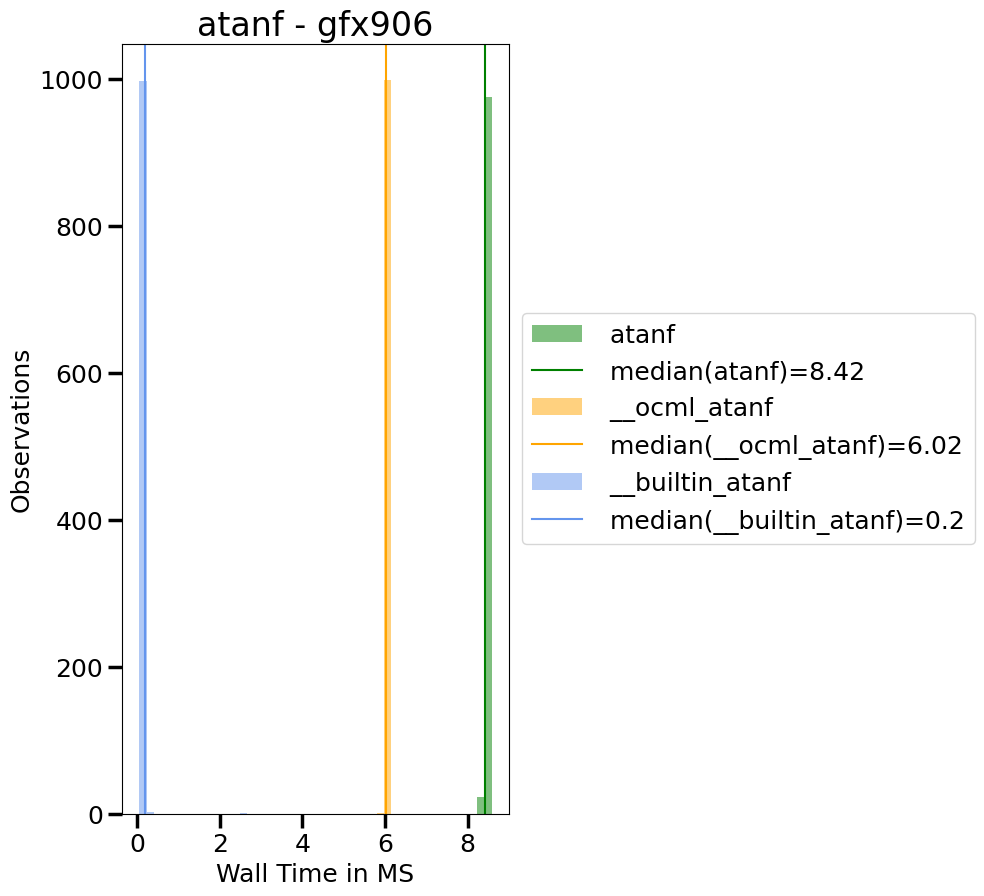 atanf - gfx906
1000
800
600
400
200
0
Observations
0 2 4 6 8
Wall Time in MS
atanf
median(atanf)=8.42
__ocml_atanf
median(__ocml_atanf)=6.02
__builtin_atanf
median(__builtin_atanf)=0.2